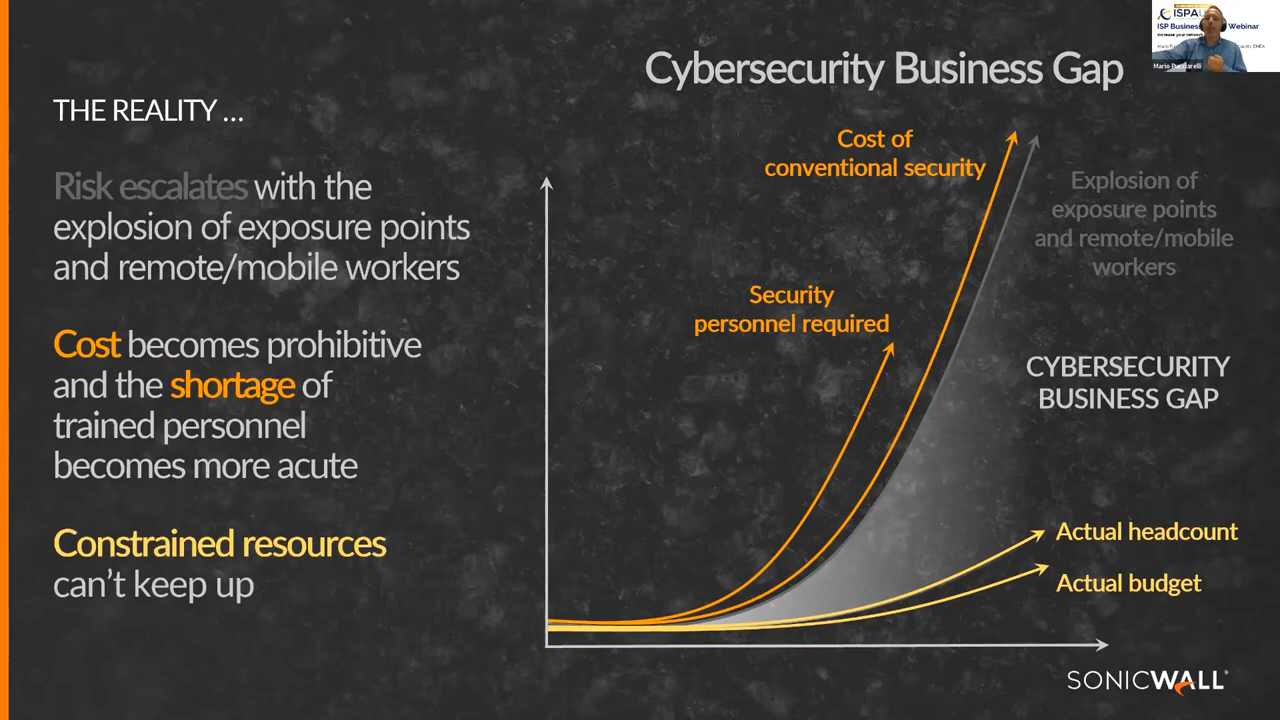 Cybersecurity Business Gap
THE REALITY ...
Risk escalates with the
explosion of exposure points
and remote/mobile workers
Cost becomes prohibitive
and the shortage of
trained personnel
becomes more acute
Constrained resources
can't keep up
Cost of
conventional security
Security
personnel required
Explosion of
exposure points
and remote/mobile
workers
CYBERSECURITY
BUSINESS GAP
Actual headcount
Actual budget
SONICWALL
ISPA
ISP Business Webinar
Increase your
EMEA
Mario